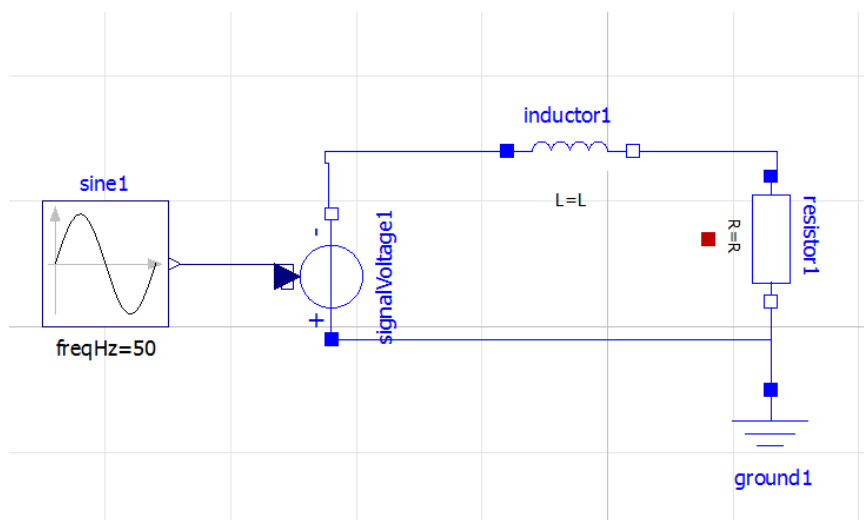 inductor1
L=L
sine1
freqHz=50
-
+
signalVoltage1
R=R
resistor1
ground1